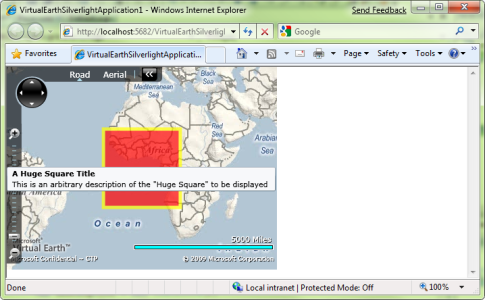 VirtualEarthSilverlightApplication1 - Windows Internet Explorer
Send Feedback
http://localhost:5682/VirtualEarthSilverligl
Google
Favorites
VirtualEarthSilverlightApplicati...
Page
Safety
Tools
Road
Aerial
Mediterranean
Sea
Black
Sea
Red
Sea
Arabian
Sea
Africa
A Huge Square Title
This is an arbitrary description of the "Huge Square" to be displayed
Ocean
5000 Miles
Microsoft
Virtual Earth™
Microsoft Confidential -- CTP
© 2009 Microsoft Corporation
Done
Local intranet | Protected Mode: Off
100%